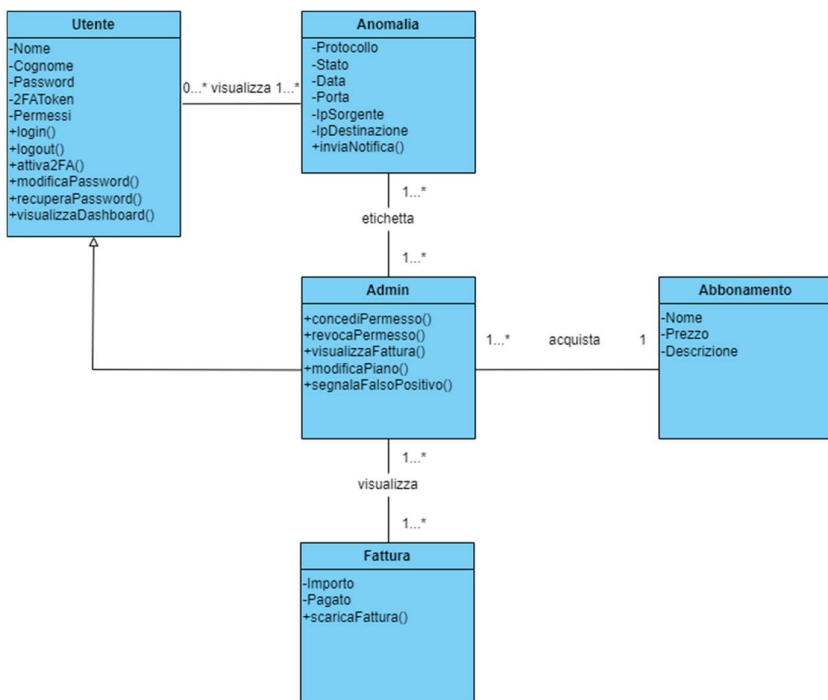 Utente
-Nome
-Cognome
-Password
-2FAToken
-Permessi
+login()
+logout()
+attiva2FA()
+modificaPassword()
+recuperaPassword()
+visualizzaDashboard()
0...* visualizza 1...*
Anomalia
-Protocollo
-Stato
-Data
-Porta
-IpSorgente
-IpDestinazione
+inviaNotifica()
1...*
etichetta
1...*
Admin
+concediPermesso()
+revocaPermesso()
+visualizzaFattura()
+modificaPiano()
+segnalaFalsoPositivo()
1...* acquista 1
Abbonamento
-Nome
-Prezzo
-Descrizione
1...*
visualizza
1...*
Fattura
-Importo
-Pagato
+scaricaFattura()